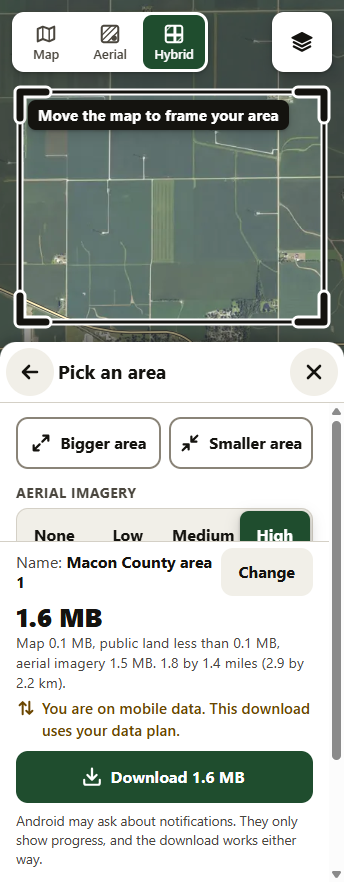 Map Aerial Hybrid
Move the map to frame your area
Pick an area
Bigger area Smaller area
AERIAL IMAGERY
None Low Medium High
Name: Macon County area
1
Change
1.6 MB
Map 0.1 MB, public land less than 0.1 MB,
aerial imagery 1.5 MB. 1.8 by 1.4 miles (2.9 by
2.2 km).
You are on mobile data. This download
uses your data plan.
Download 1.6 MB
Android may ask about notifications. They only
show progress, and the download works either
way.